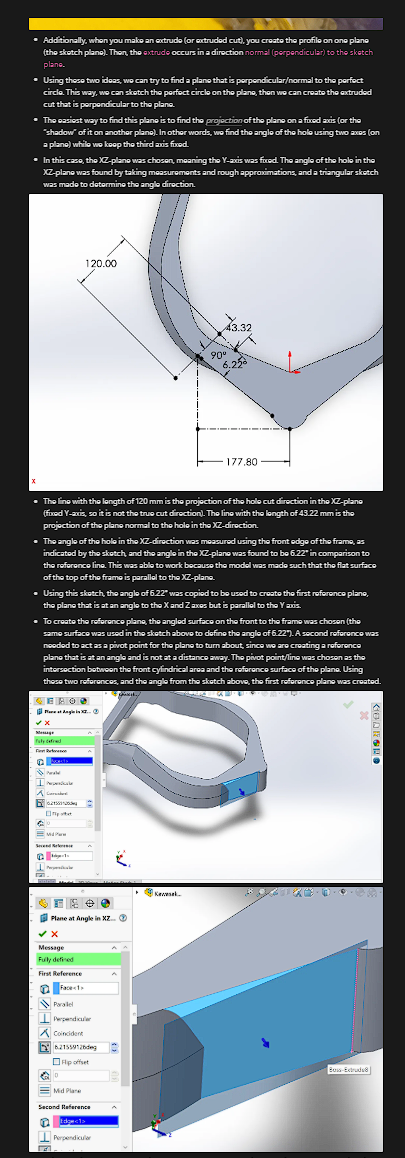 Additionally, when you make an extrude (or extruded cut), you create the profile on one plane
(the sketch plane). Then, the extrude occurs in a direction normal (perpendicular) to the sketch
plane.
Using these two ideas, we can try to find a plane that is perpendicular/normal to the perfect
circle. This way, we can sketch the perfect circle on the plane, then we can create the extruded
cut that is perpendicular to the plane.
The easiest way to find this plane is to find the projection of the plane on a fixed axis (or the
"shadow" of it on another plane). In other words, we find the angle of the hole using two axes (on
a plane) while we keep the third axis fixed.
In this case, the XZ-plane was chosen, meaning the Y-axis was fixed. The angle of the hole in the
XZ-plane was found by taking measurements and rough approximations, and a triangular sketch
was made to determine the angle direction.
120.00
43.32
90°
6.22°
177.80
X
The line with the length of 120 mm is the projection of the hole cut direction in the XZ-plane
(fixed Y-axis, so it is not the true cut direction). The line with the length of 43.22 mm is the
projection of the plane normal to the hole in the XZ-direction.
The angle of the hole in the XZ-direction was measured using the front edge of the frame, as
indicated by the sketch, and the angle in the XZ-plane was found to be 6.22° in comparison to
the reference line. This was able to work because the model was made such that the flat surface
of the top of the frame is parallel to the XZ-plane.
Using this sketch, the angle of 6.22° was copied to be used to create the first reference plane,
the plane that is at an angle to the X and Z axes but is parallel to the Y axis.
To create the reference plane, the angled surface on the front to the frame was chosen (the
same surface was used in the sketch above to define the angle of 6.22°). A second reference was
needed to act as a pivot point for the plane to turn about, since we are creating a reference
plane that is at an angle and is not at a distance away. The pivot point/line was chosen as the
intersection between the front cylindrical area and the reference surface of the plane. Using
these two references, and the angle from the sketch above, the first reference plane was created.
Plane at Angle in XZ...
Message
Fully defined
First Reference
Face<1>
Parallel
Perpendicular
Coincident
6.21559126deg
Flip offset
Mid Plane
Second Reference
Edge<1>
Perpendicular
Kawasak...
Plane at Angle in XZ...
Message
Fully defined
First Reference
Face<1>
Parallel
Perpendicular
Coincident
6.21559126deg
Flip offset
0
Mid Plane
Second Reference
Edge<1>
Perpendicular
Boss-Extrude8
Z